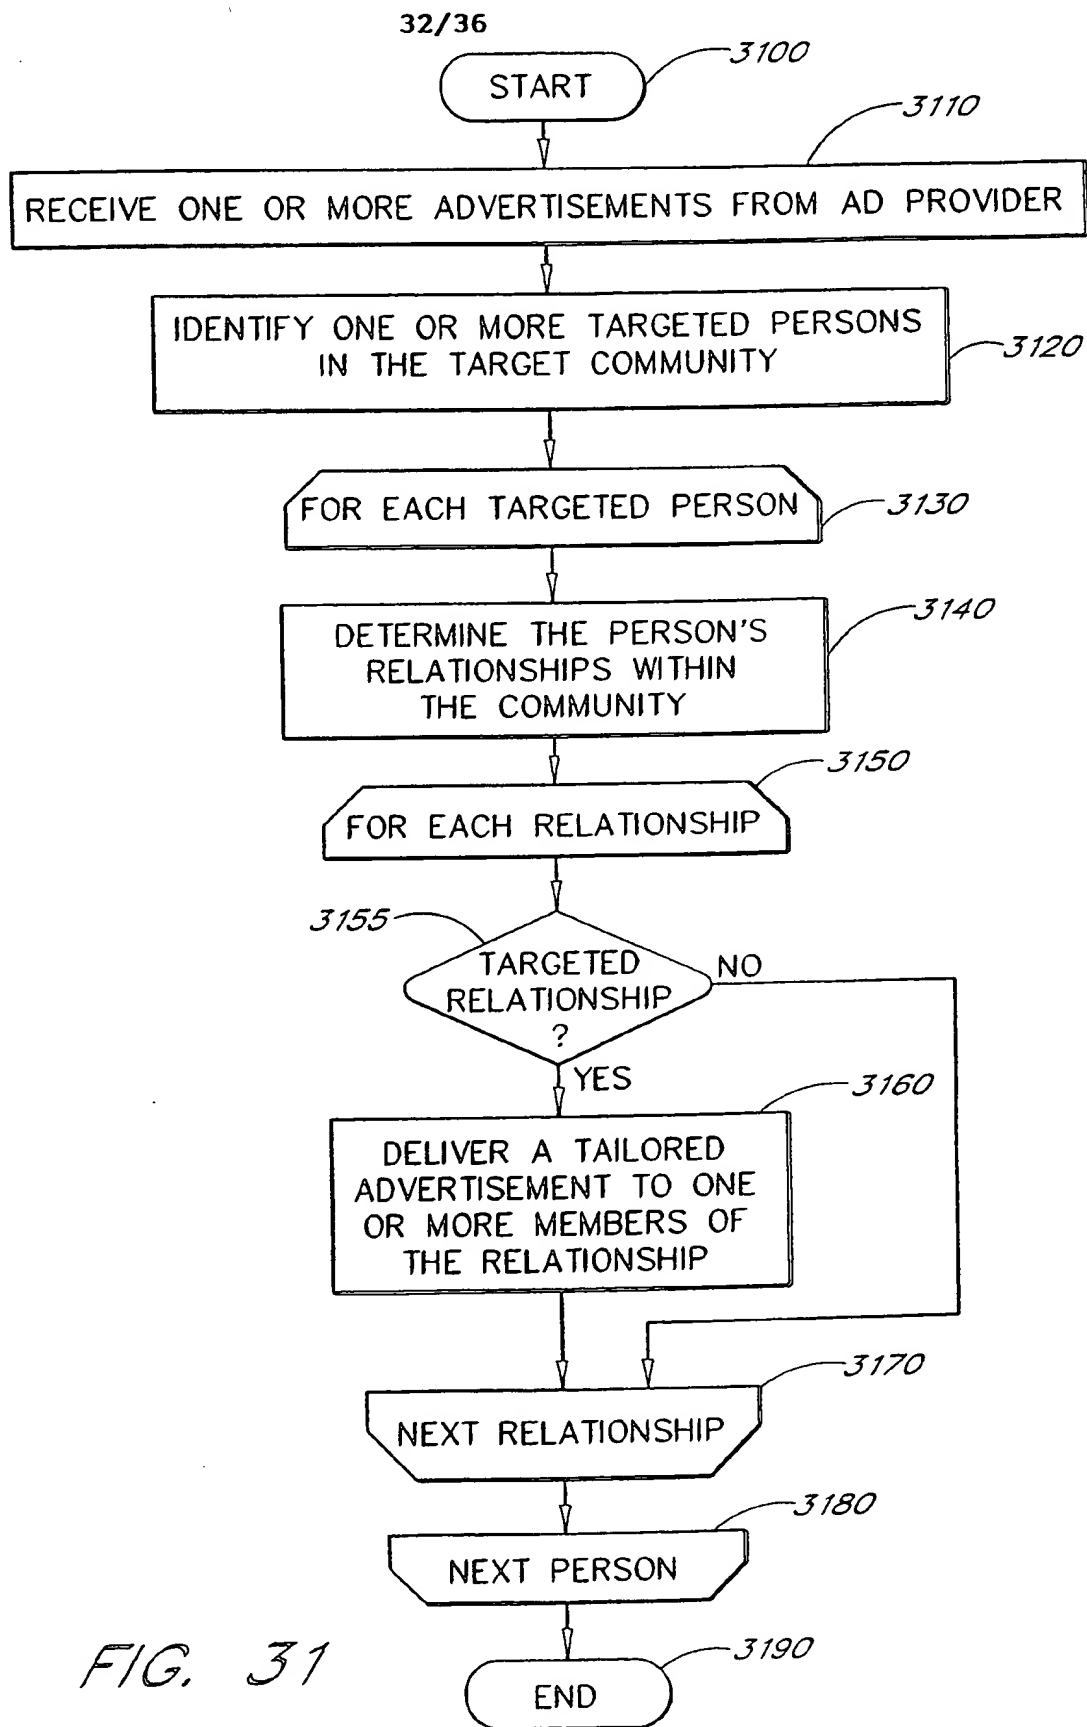 32/36
START
3100
3110
RECEIVE ONE OR MORE ADVERTISEMENTS FROM AD PROVIDER
IDENTIFY ONE OR MORE TARGETED PERSONS
IN THE TARGET COMMUNITY
3120
FOR EACH TARGETED PERSON
3130
DETERMINE THE PERSON'S
RELATIONSHIPS WITHIN
THE COMMUNITY
3140
3150
FOR EACH RELATIONSHIP
3155
TARGETED
RELATIONSHIP
?
NO
YES
3160
DELIVER A TAILORED
ADVERTISEMENT TO ONE
OR MORE MEMBERS OF
THE RELATIONSHIP
3170
NEXT RELATIONSHIP
3180
NEXT PERSON
3190
END
FIG. 31